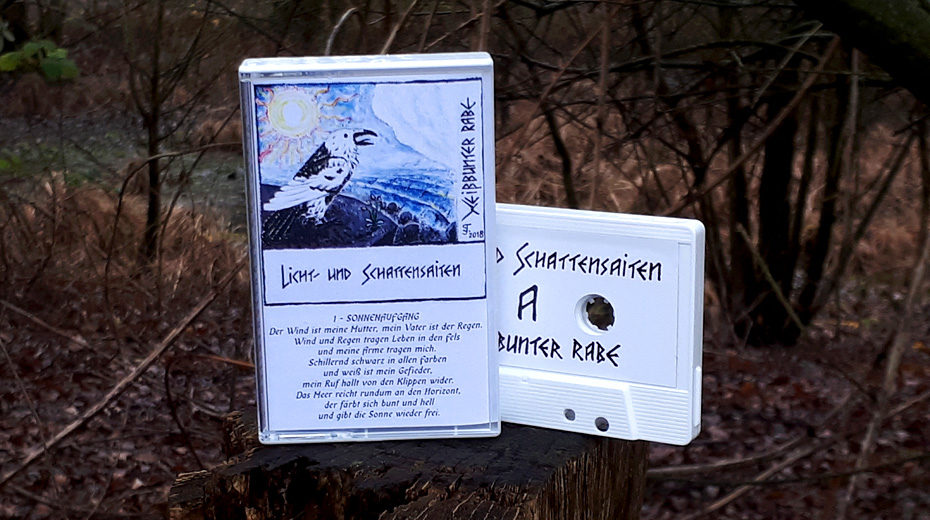 WEIßBUNTER RABE
ST
2018
LICHT- UND SCHATTENSAITEN
1 - SONNENAUFGANG
Der Wind ist meine Mutter, mein Vater ist der Regen.
Wind und Regen tragen Leben in den Fels
und meine Arme tragen mich.
Schillernd schwarz in allen Farben
und weiß ist mein Gefieder,
mein Ruf hallt von den Klippen wider.
Das Meer reicht rundum an den Horizont,
der färbt sich bunt und hell
und gibt die Sonne wieder frei.
D SCHATTENSAITEN
A
BUNTER RABE